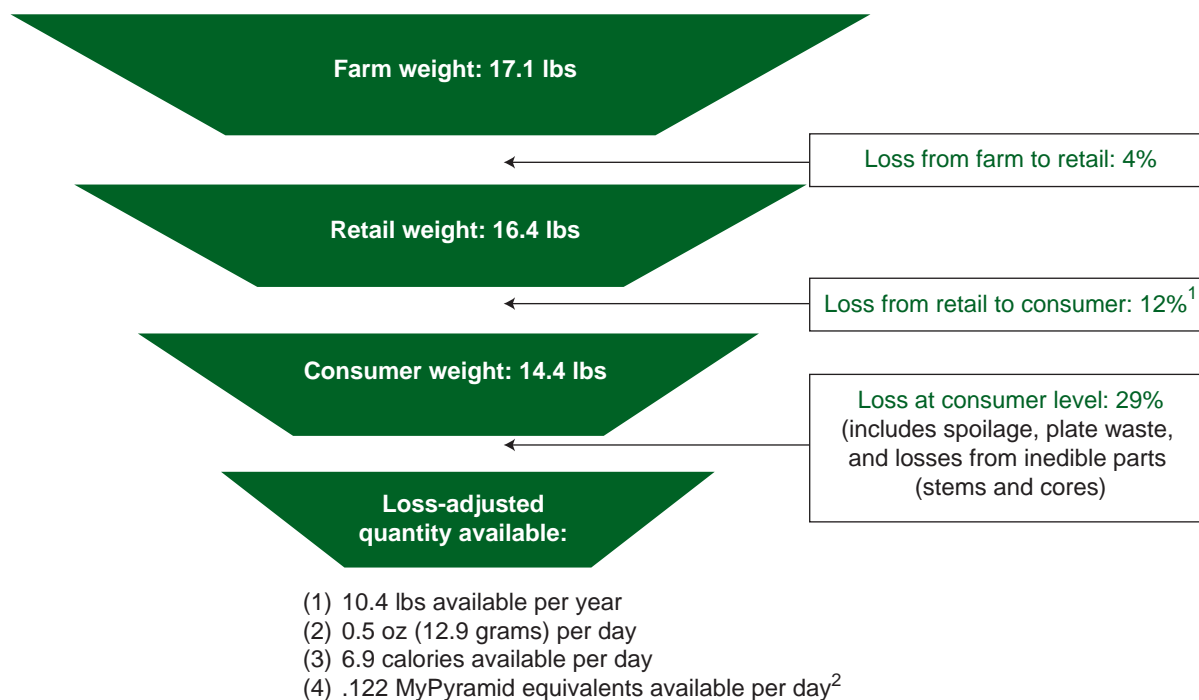 Farm weight: 17.1 lbs
Loss from farm to retail: 4%
Retail weight: 16.4 lbs
Loss from retail to consumer: 12%1
Consumer weight: 14.4 lbs
Loss at consumer level: 29%
(includes spoilage, plate waste,
and losses from inedible parts
(stems and cores)
Loss-adjusted
quantity available:
(1) 10.4 lbs available per year
(2) 0.5 oz (12.9 grams) per day
(3) 6.9 calories available per day
(4) .122 MyPyramid equivalents available per day2